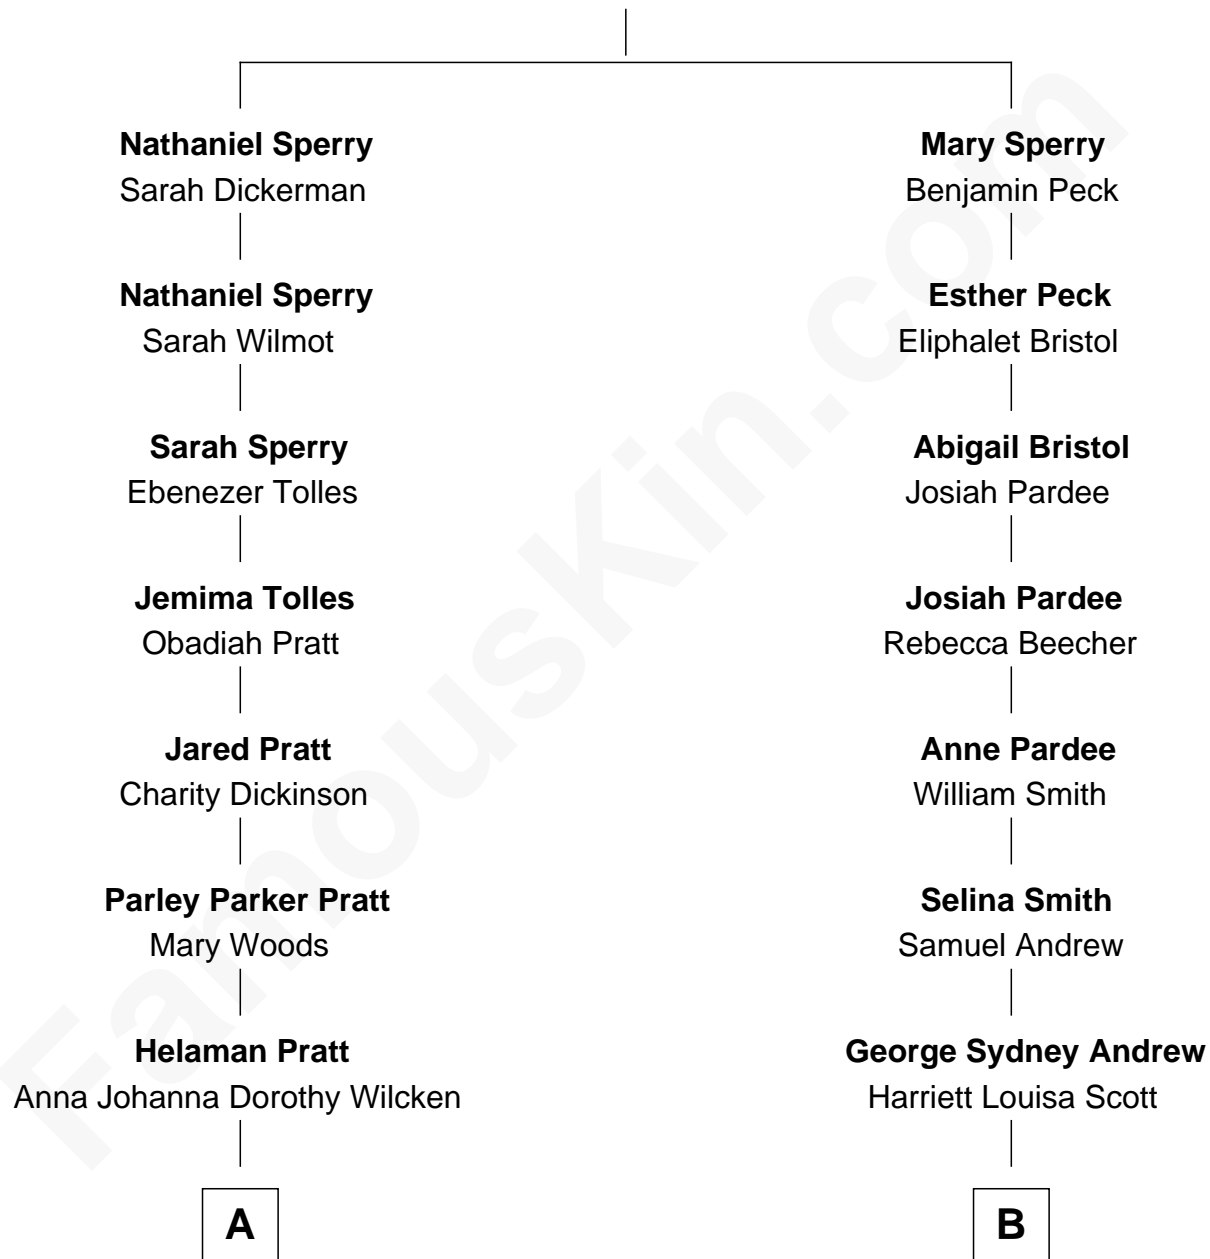 Nathaniel Sperry
Sarah Dickerman
Nathaniel Sperry
Sarah Wilmot
Sarah Sperry
Ebenezer Tolles
Jemima Tolles
Obadiah Pratt
Jared Pratt
Charity Dickinson
Parley Parker Pratt
Mary Woods
Helaman Pratt
Anna Johanna Dorothy Wilcken
A
Mary Sperry
Benjamin Peck
Esther Peck
Eliphalet Bristol
Abigail Bristol
Josiah Pardee
Josiah Pardee
Rebecca Beecher
Anne Pardee
William Smith
Selina Smith
Samuel Andrew
George Sydney Andrew
Harriett Louisa Scott
B
FamousKin.com